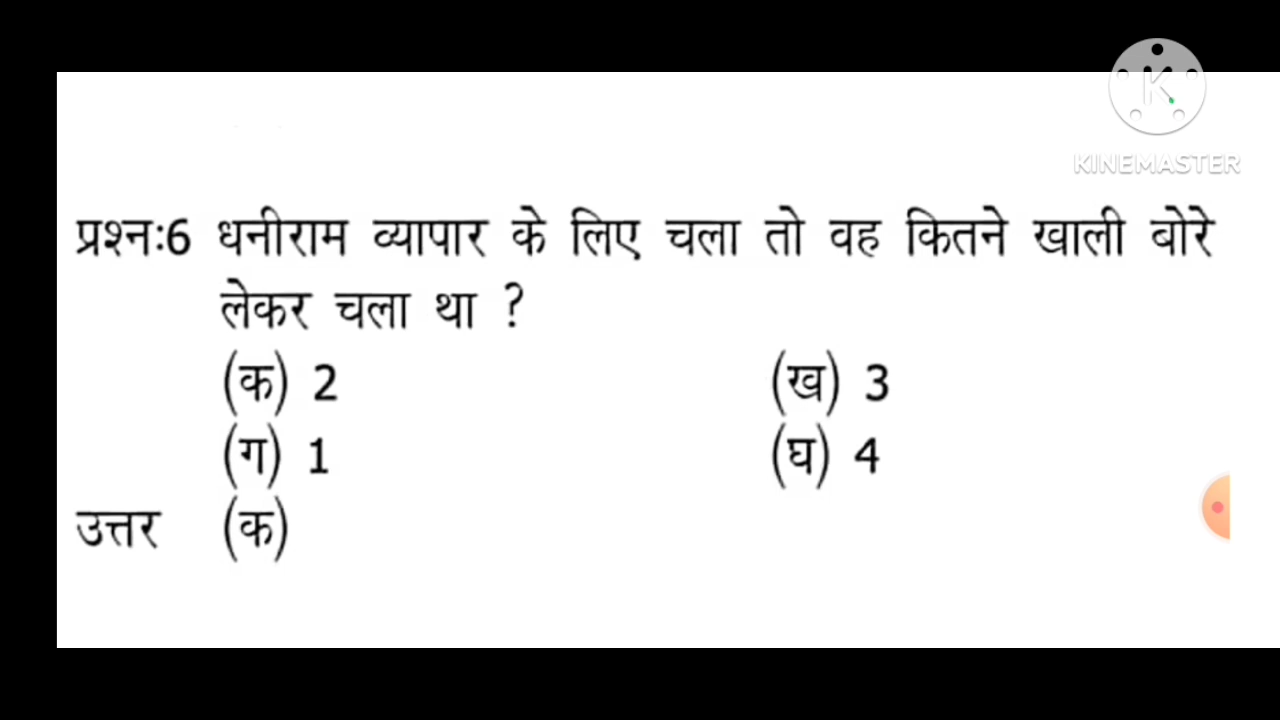 KINEMASTER
प्रश्नः6 धनीराम व्यापार के लिए चला तो वह कितने खाली बोरे
लेकर चला था ?
(क) 2 (ख) 3
(ग) 1 (घ) 4
उत्तर (क)